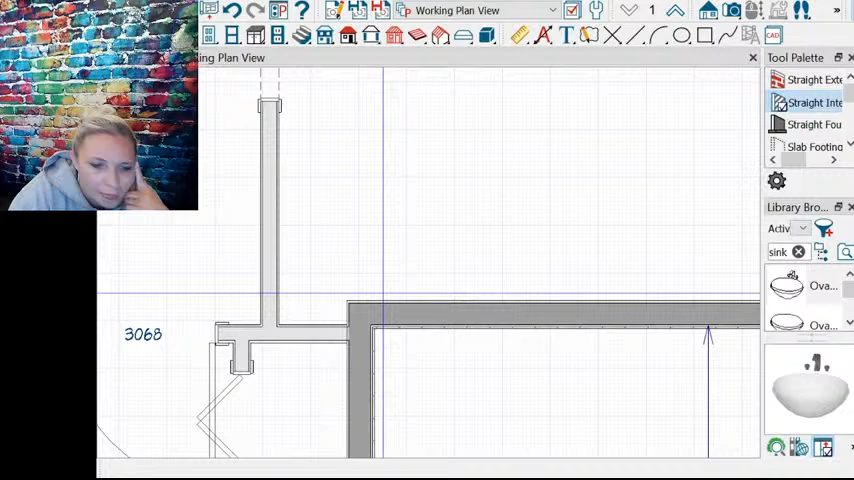 Working Plan View
1
ing Plan View
Tool Palette
Straight Exte
Straight Inte
Straight Fou
Slab Footing
Library Bro...
Activ
sink
Ova...
Ova...
CAD
3068